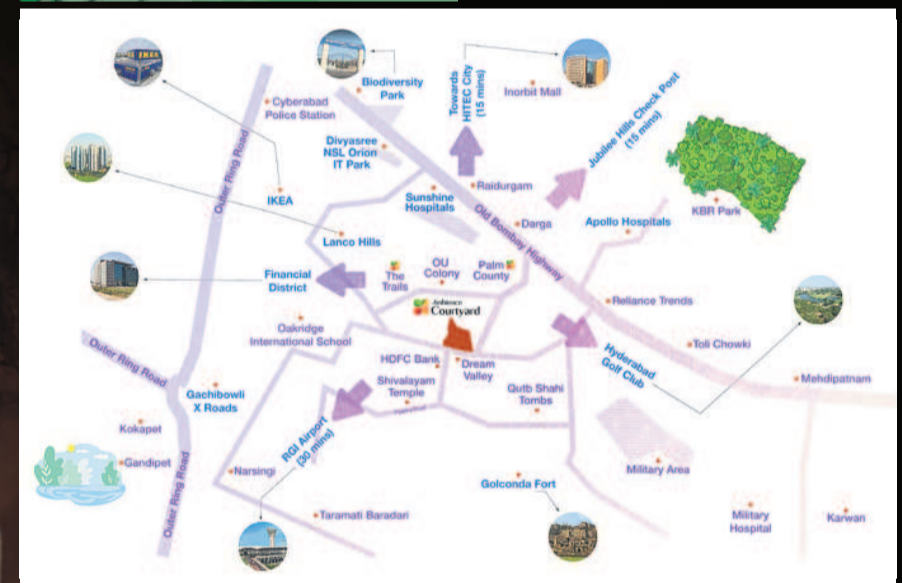 Biodiversity
Park
Towards
HITEC City
(15 mins)
Inorbit Mall
Cyberabad
Police Station
Jubilee Hills Check Post
(15 mins)
Outer Ring Road
Divyasree
NSL Orion
IT Park
IKEA
Sunshine
Hospitals
Raidurgam
Old Bombay Highway
Darga
Apollo Hospitals
KBR Park
Lanco Hills
Financial
District
The
Trails
OU
Colony
Palm
County
Ambience
Courtyard
Reliance Trends
Oakridge
International School
Toli Chowki
Outer Ring Road
HDFC Bank
Dream
Valley
Hyderabad
Golf Club
Mehdipatnam
Shivalayam
Temple
Qutb Shahi
Tombs
Gachibowli
X Roads
Kokapet
RGI Airport
(30 mins)
Gandipet
Narsingi
Military Area
Outer Ring Road
Golconda Fort
Taramati Baradari
Military
Hospital
Karwan